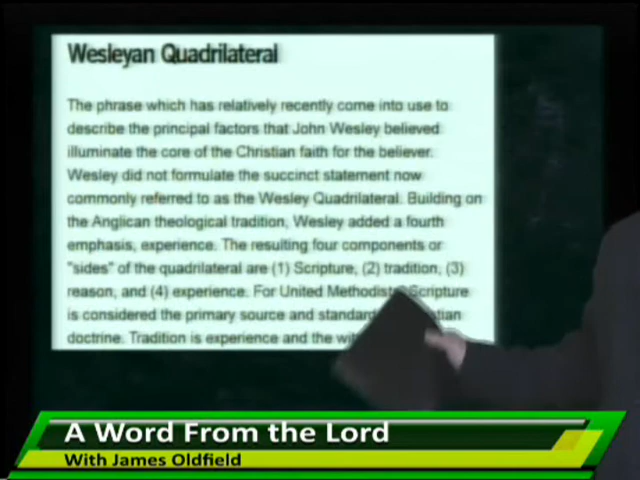 Wesleyan Quadrilateral
The phrase which has relatively recently come into use to
describe the principal factors that John Wesley believed
illuminate the core of the Christian faith for the believer.
Wesley did not formulate the succinct statement now
commonly referred to as the Wesley Quadrilateral. Building on
the Anglican theological tradition, Wesley added a fourth
emphasis, experience. The resulting four components or
"sides" of the quadrilateral are (1) Scripture, (2) tradition, (3)
reason, and (4) experience. For United Methodists, Scripture
is considered the primary source and standard
doctrine. Tradition is experience and the
A Word From the Lord
With James Oldfield